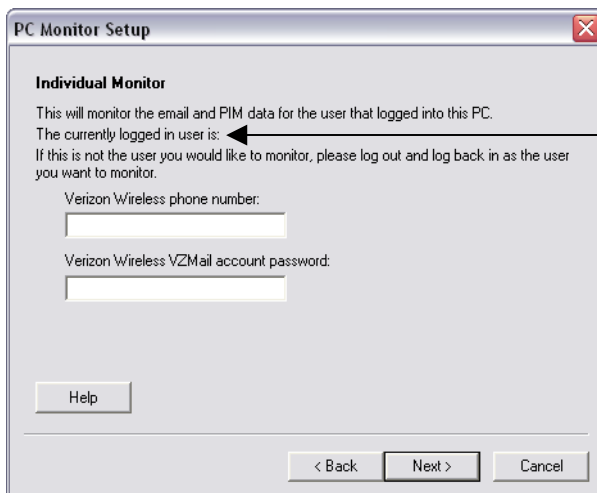 PC Monitor Setup
Individual Monitor
This will monitor the email and PIM data for the user that logged into this PC.
The currently logged in user is:
If this is not the user you would like to monitor, please log out and log back in as the user
you want to monitor.
Verizon Wireless phone number:
Verizon Wireless VZMail account password:
Help
< Back
Next >
Cancel